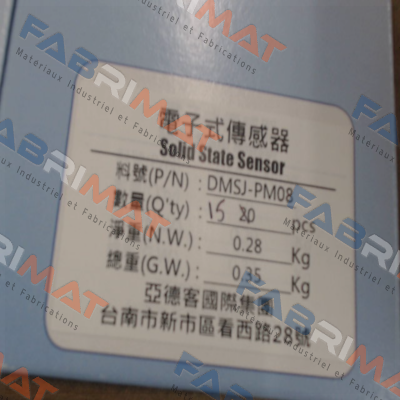 電子式傳感器
Solid State Sensor
料號(P/N) : DMSJ-PM08
數量(Q'ty) : 15 20 pcs
淨重(N.W.) : 0.28 Kg
總重(G.W.) : 0.35 Kg
亞德客國際集團
台南市新市區看西路28號
FABRIMAT
Materiaux Industriel et Fabrications